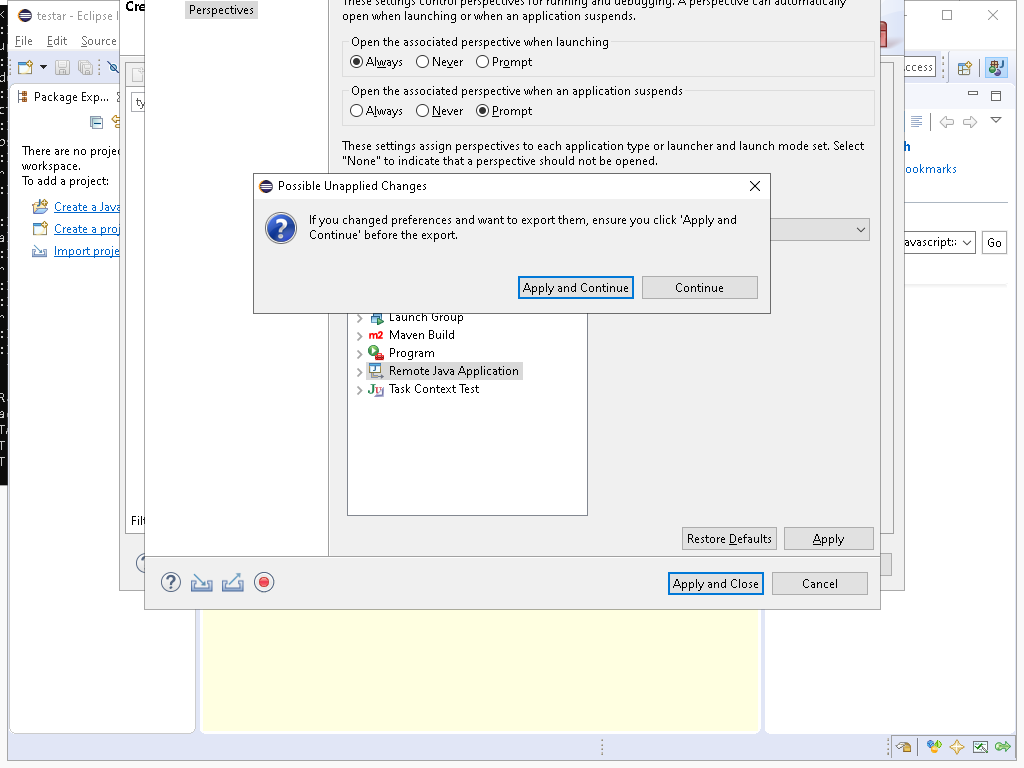 testar - Eclipse I
Cre
File Edit Source
Package Exp...
There are no proje
workspace.
To add a project:
Create a Java
Create a proj
Import proje
ty
Filt
Perspectives
These settings control perspectives for running and debugging. A perspective can automatically
open when launching or when an application suspends.
Open the associated perspective when launching
Always Never Prompt
Open the associated perspective when an application suspends
Always Never Prompt
These settings assign perspectives to each application type or launcher and launch mode set. Select
"None" to indicate that a perspective should not be opened.
Possible Unapplied Changes
If you changed preferences and want to export them, ensure you click 'Apply and
Continue' before the export.
Apply and Continue Continue
Launch Group
m2 Maven Build
Program
Remote Java Application
Ju Task Context Test
Restore Defaults Apply
Apply and Close Cancel
ccess
h
ookmarks
avascript: Go